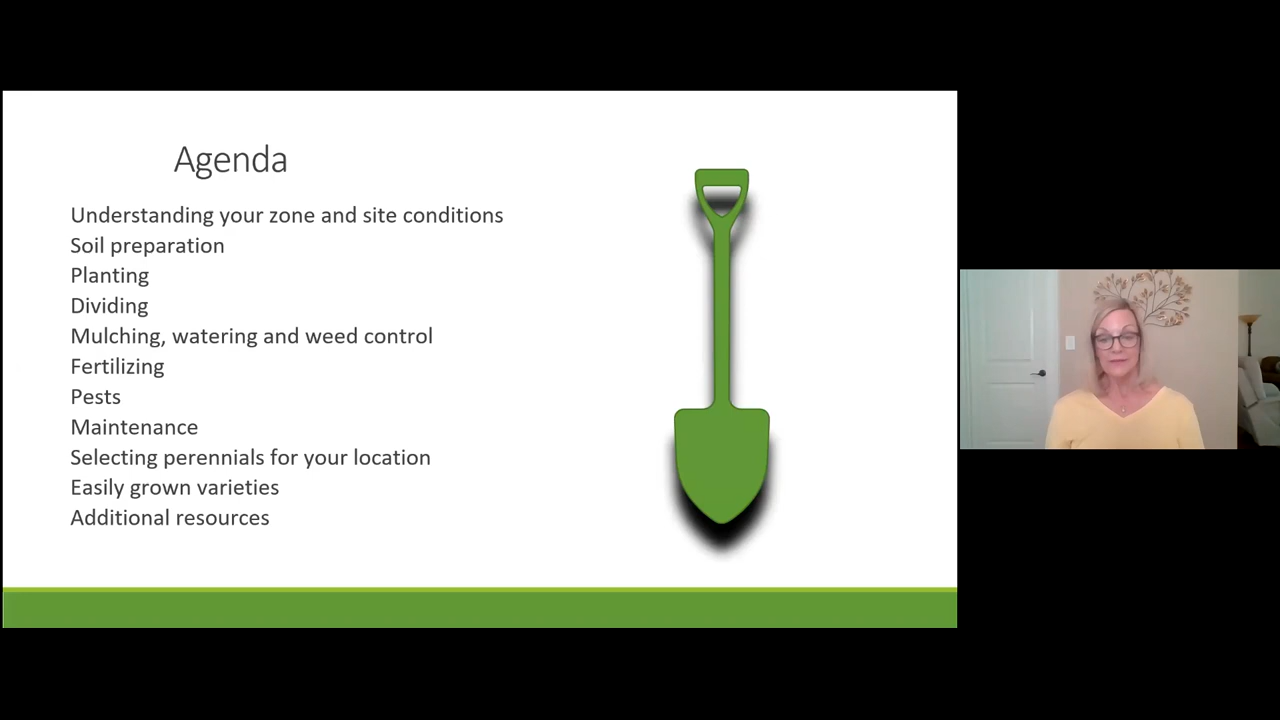 Agenda
Understanding your zone and site conditions
Soil preparation
Planting
Dividing
Mulching, watering and weed control
Fertilizing
Pests
Maintenance
Selecting perennials for your location
Easily grown varieties
Additional resources